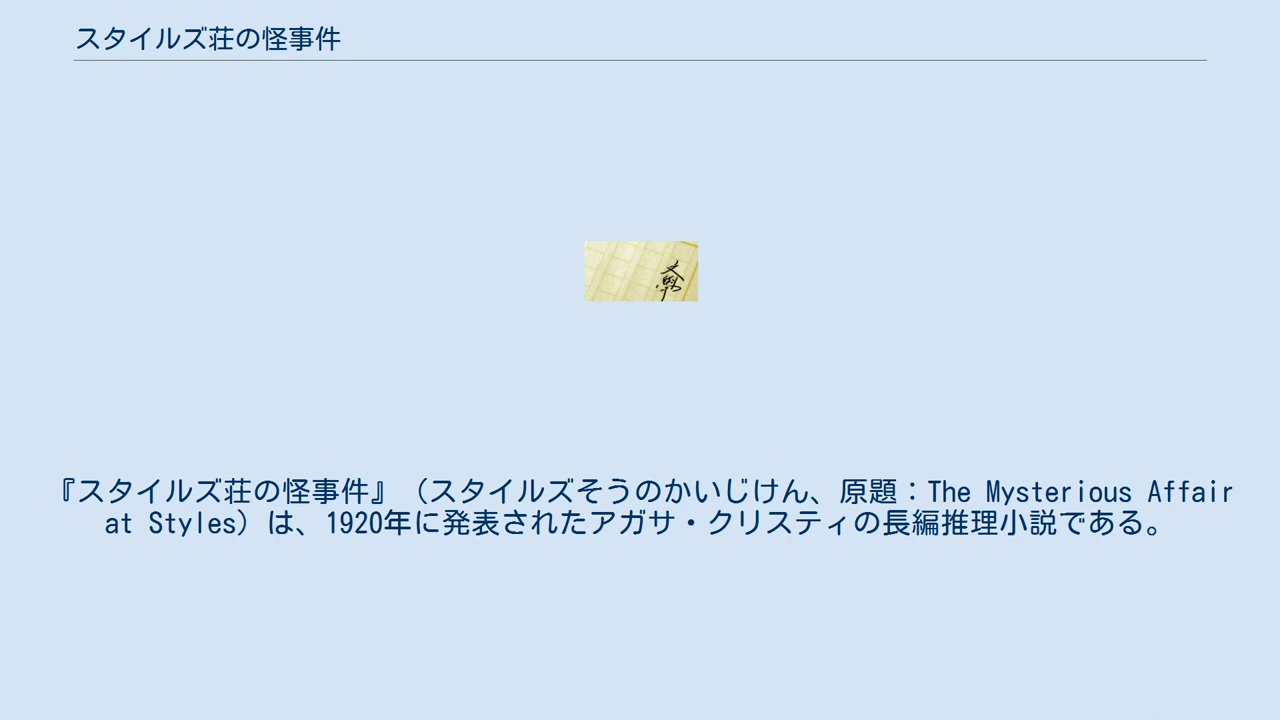 スタイルズ荘の怪事件
『スタイルズ荘の怪事件』（スタイルズそうのかいじけん、原題：The Mysterious Affair
at Styles）は、1920年に発表されたアガサ・クリスティの長編推理小説である。